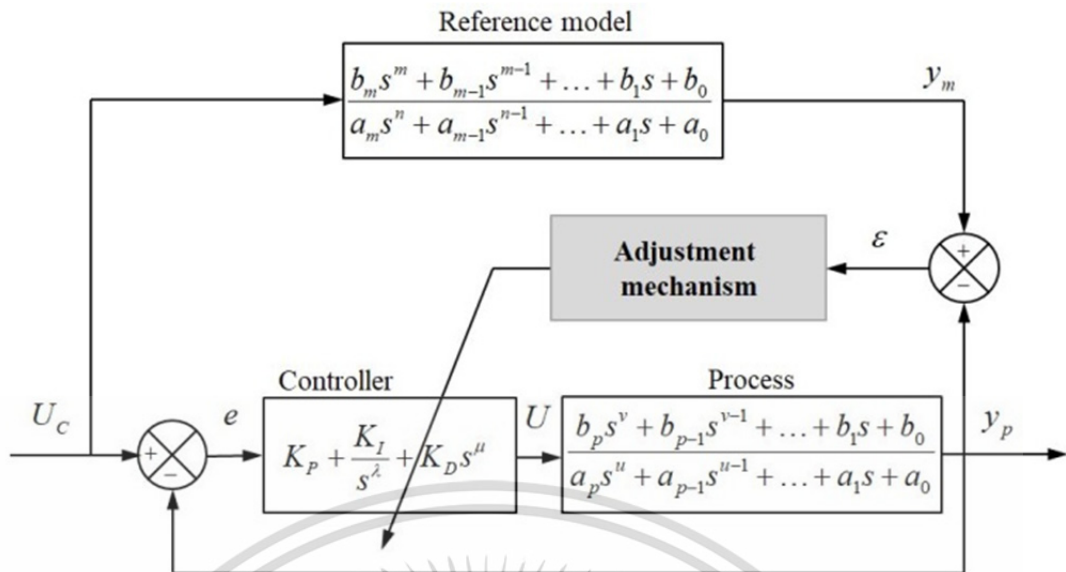 Reference model
b_m s^m + b_{m-1} s^{m-1} + ... + b_1 s + b_0
a_m s^n + a_{m-1} s^{n-1} + ... + a_1 s + a_0
y_m
Adjustment
mechanism
ε
+
−
Controller
Process
U_C
+
−
e
K_P + K_I / s^λ + K_D s^μ
U
b_p s^v + b_{p-1} s^{v-1} + ... + b_1 s + b_0
a_p s^u + a_{p-1} s^{u-1} + ... + a_1 s + a_0
y_p